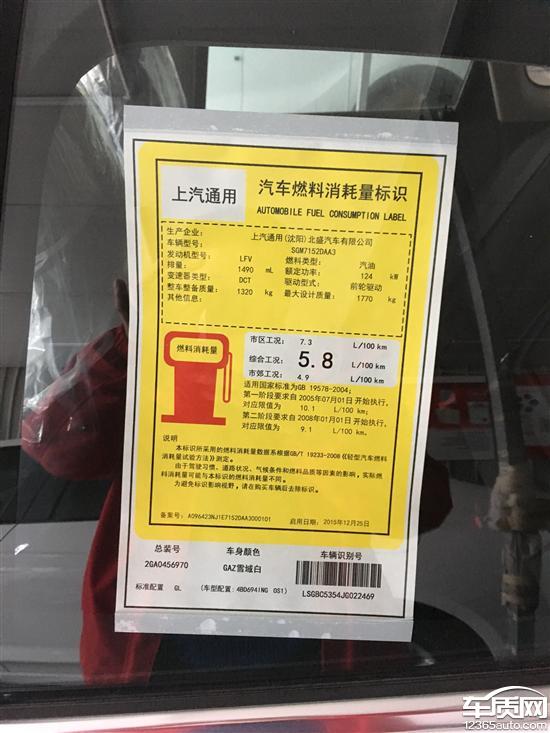 上汽通用
汽车燃料消耗量标识
AUTOMOBILE FUEL CONSUMPTION LABEL
生产企业: 上汽通用(沈阳)北盛汽车有限公司
车辆型号: SGM7152DAA3
发动机型号: LFV 燃料类型: 汽油
排量: 1490 mL 额定功率: 124 kW
变速器类型: DCT 驱动型式: 前轮驱动
整车整备质量: 1320 kg 最大设计质量: 1770 kg
其他信息:
燃料消耗量
市区工况: 7.3 L/100 km
综合工况: 5.8 L/100 km
市郊工况: 4.9 L/100 km
适用国家标准为GB 19578-2004;
第一阶段要求自2005年07月01日开始执行,
对应限值为 10.1 L/100 km;
第二阶段要求自2008年01月01日开始执行,
对应限值为 9.1 L/100 km;
说明
本标识所采用的燃料消耗量数据系根据GB/T 19233-2008《轻型汽车燃料
消耗量试验方法》测定。
由于驾驶习惯、道路状况、气候条件和燃料品质等因素的影响,实际燃
料消耗量可能与本标识的燃料消耗量不同。
为避免标识影响视野,请在购买车辆后去除标识。
备案号: A096423NJ1E7152DAA3000101 启用日期: 2015年12月25日
总装号 车身颜色 车辆识别号
2GA0456970 GAZ雪域白
LSGBC5354JG022469
标准配置 GL (车型配置: 4BD6941NG OS1)
车质网
12365auto.com